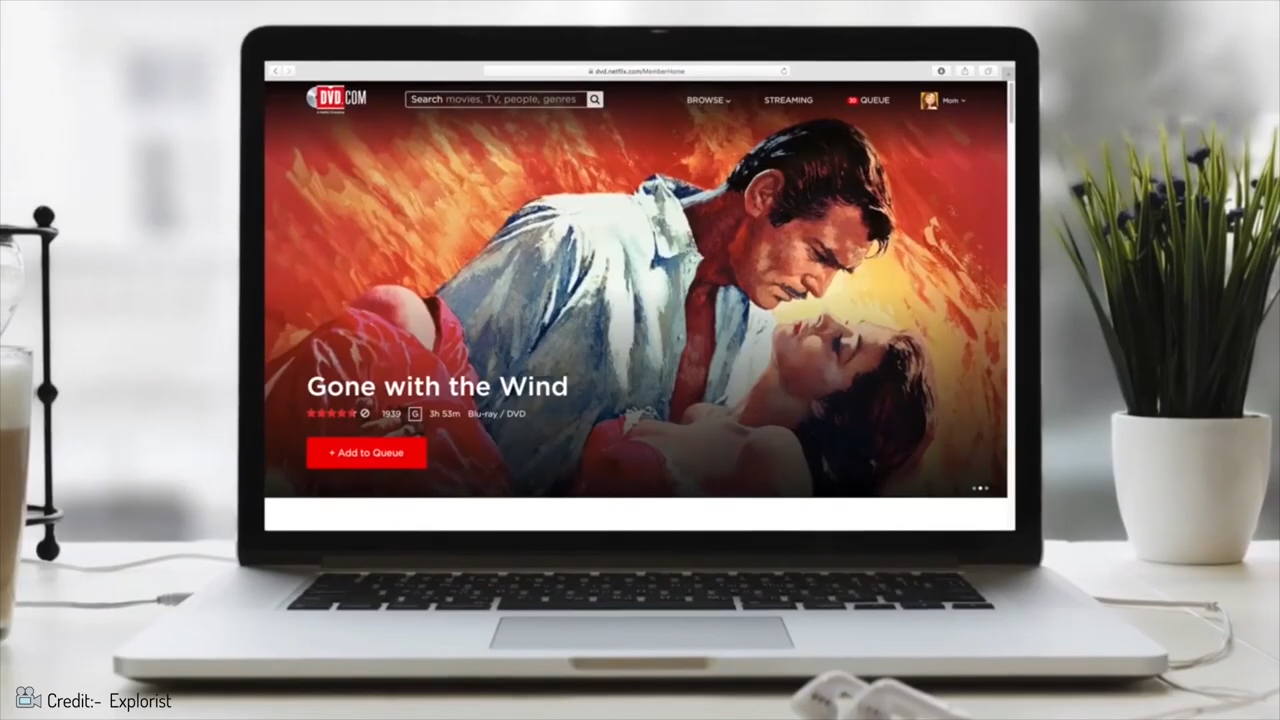 dvd.netflix.com/MemberHome
DVD.COM
Search movies, TV, people, genres
BROWSE
STREAMING
QUEUE
Mom
Gone with the Wind
1939 G 3h 53m Blu-ray / DVD
+ Add to Queue
Credit:- Explorist